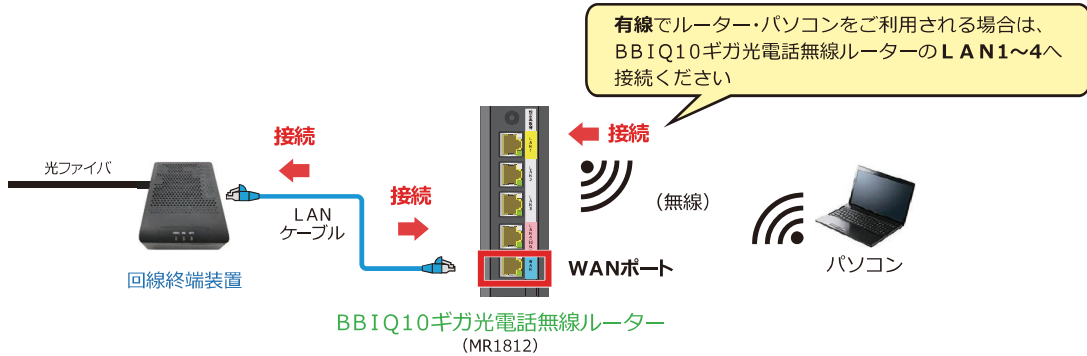 有線でルーター・パソコンをご利用される場合は、
BBIQ10ギガ光電話無線ルーターのLAN1～4へ
接続ください
接続
接続
光ファイバ
LAN1
LAN2
LAN3
WAN
(無線)
LAN
ケーブル
接続
WANポート
パソコン
回線終端装置
BBIQ10ギガ光電話無線ルーター
(MR1812)